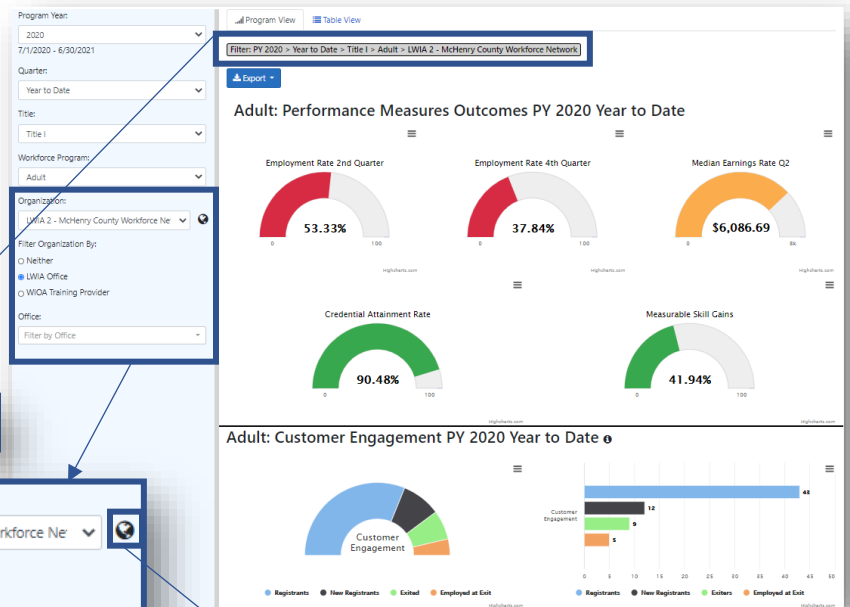 Program Year:
2020
7/1/2020 - 6/30/2021
Quarter:
Year to Date
Title:
Title I
Workforce Program:
Adult
Organization:
LWIA 2 - McHenry County Workforce Ne
Filter Organization By:
Neither
LWIA Office
WIOA Training Provider
Office:
Filter by Office
rkforce Ne
Program View Table View
Filter: PY 2020 > Year to Date > Title I > Adult > LWIA 2 - McHenry County Workforce Network
Export
Adult: Performance Measures Outcomes PY 2020 Year to Date
Employment Rate 2nd Quarter
53.33%
0 100
Highcharts.com
Employment Rate 4th Quarter
37.84%
0 100
Highcharts.com
Median Earnings Rate Q2
$6,086.69
0 8k
Highcharts.com
Credential Attainment Rate
90.48%
0 100
Highcharts.com
Measurable Skill Gains
41.94%
0 100
Highcharts.com
Adult: Customer Engagement PY 2020 Year to Date
Customer
Engagement
Registrants New Registrants Exited Employed at Exit
Highcharts.com
Customer
Engagement
12
9
5
0 5 10 15 20 25 30 35 40 45 50
Registrants New Registrants Exiters Employed at Exit
Highcharts.com